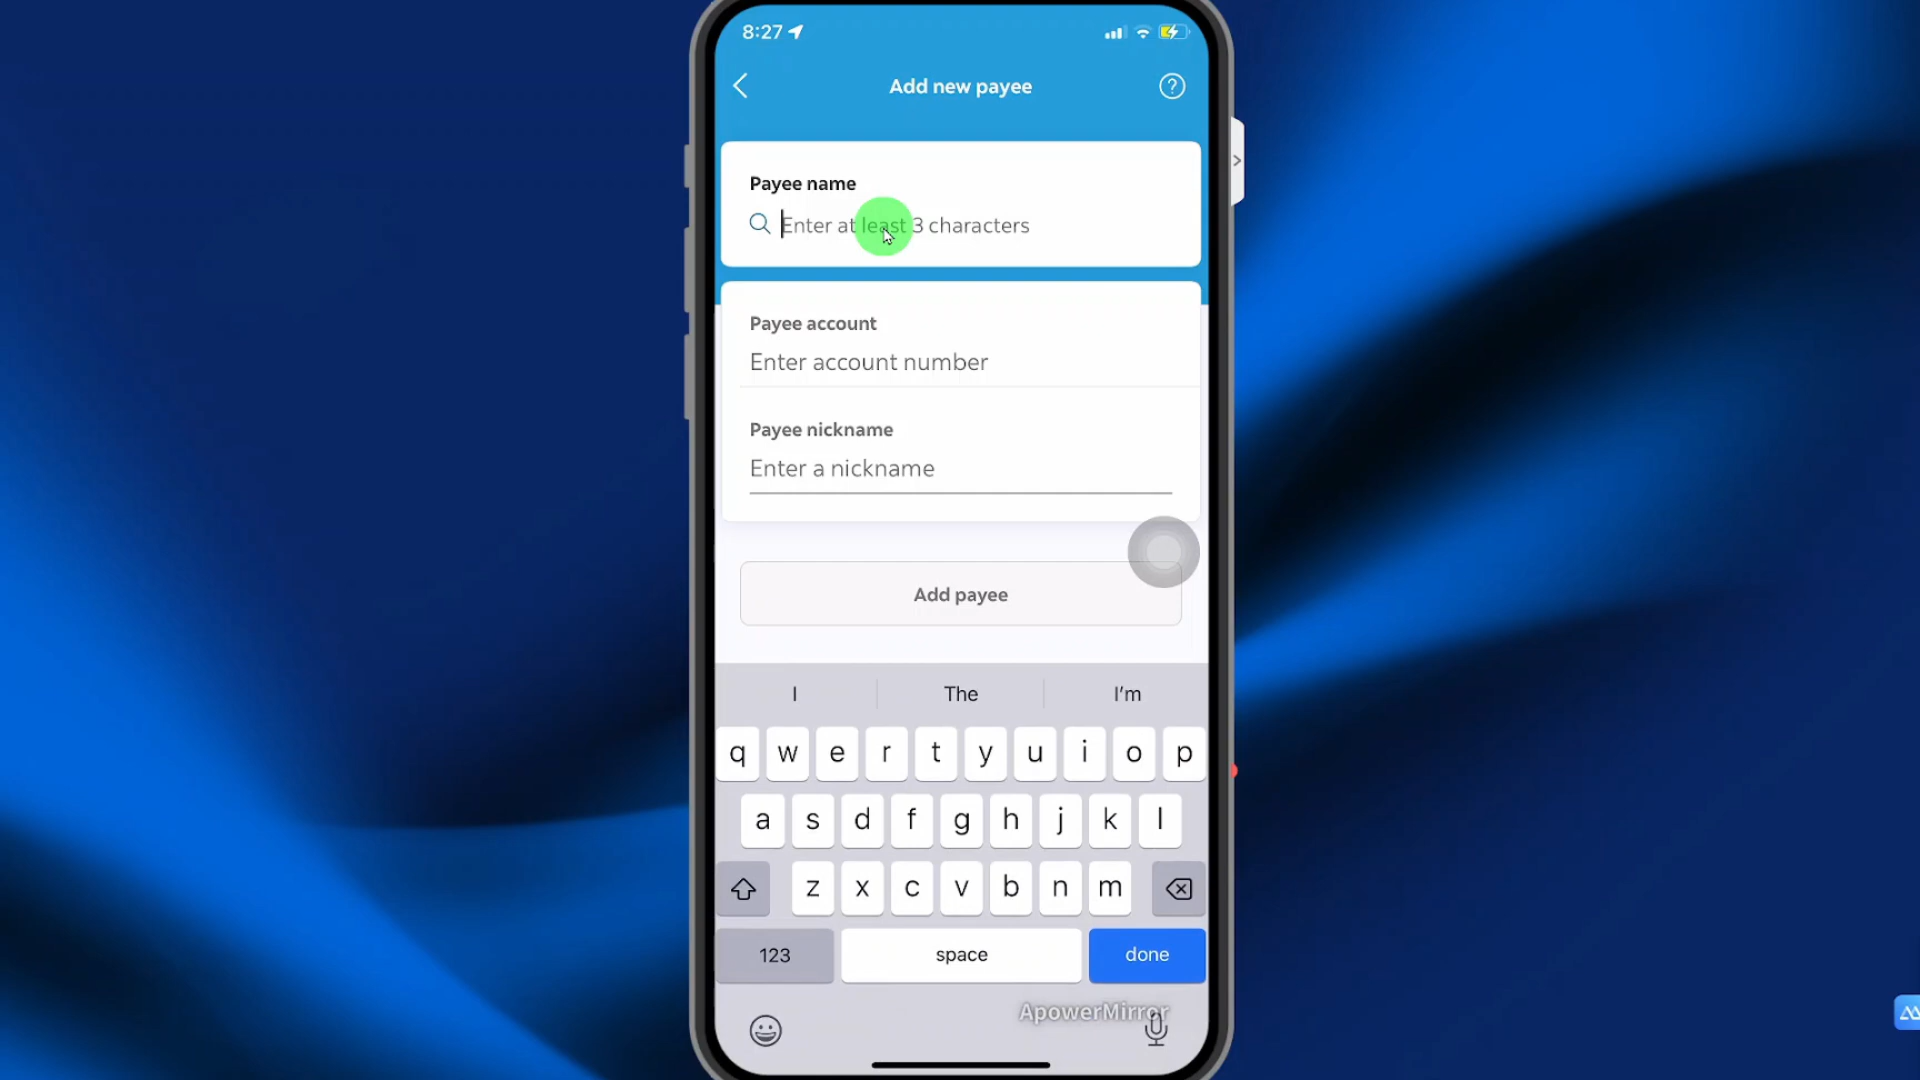 8:27
Add new payee
Payee name
Enter at least 3 characters
Payee account
Enter account number
Payee nickname
Enter a nickname
Add payee
I The I'm
q w e r t y u i o p
a s d f g h j k l
z x c v b n m
123 space done
ApowerMirror